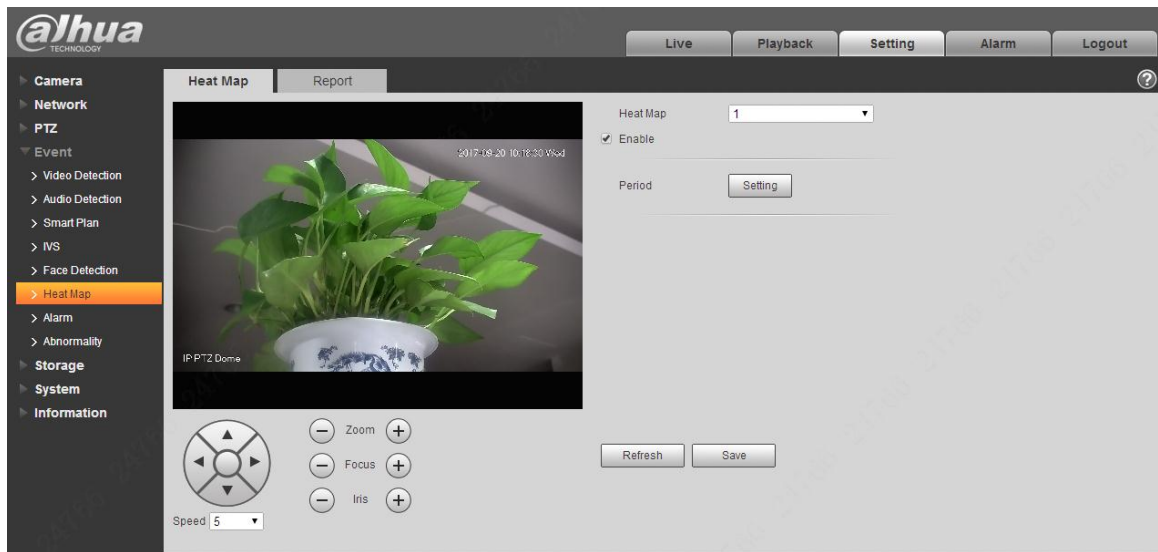 alhua
TECHNOLOGY
Live Playback Setting Alarm Logout
Camera
Network
PTZ
Event
> Video Detection
> Audio Detection
> Smart Plan
> IVS
> Face Detection
> Heat Map
> Alarm
> Abnormality
Storage
System
Information
Heat Map Report
?
2017-09-20 10:18:30 Wed
IP PTZ Dome
Zoom
Focus
Iris
Speed 5
Heat Map 1
Enable
Period Setting
Refresh Save